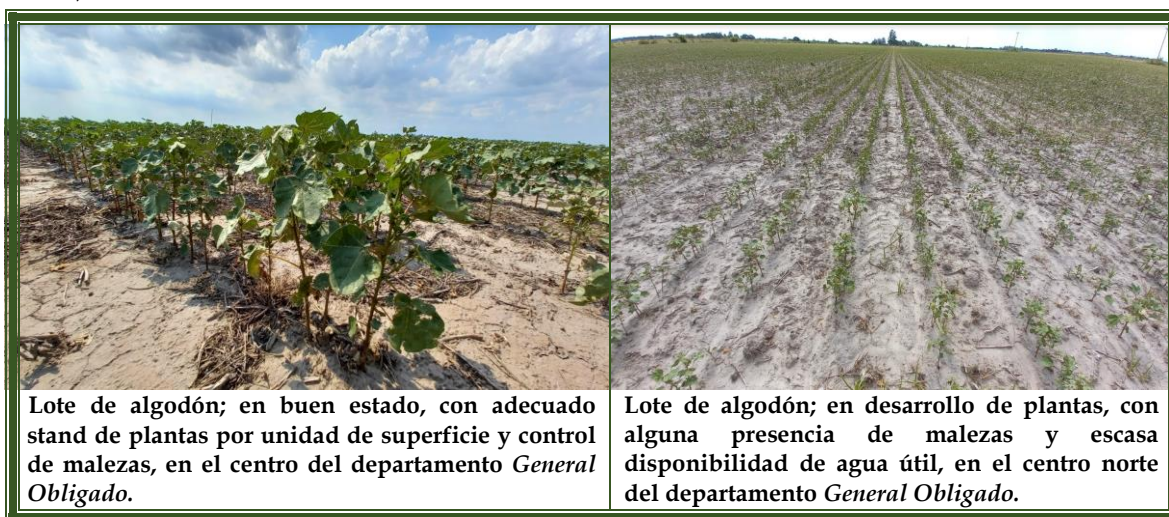 Lote de algodón; en buen estado, con adecuado
stand de plantas por unidad de superficie y control
de malezas, en el centro del departamento General
Obligado.
Lote de algodón; en desarrollo de plantas, con
alguna presencia de malezas y escasa
disponibilidad de agua útil, en el centro norte
del departamento General Obligado.